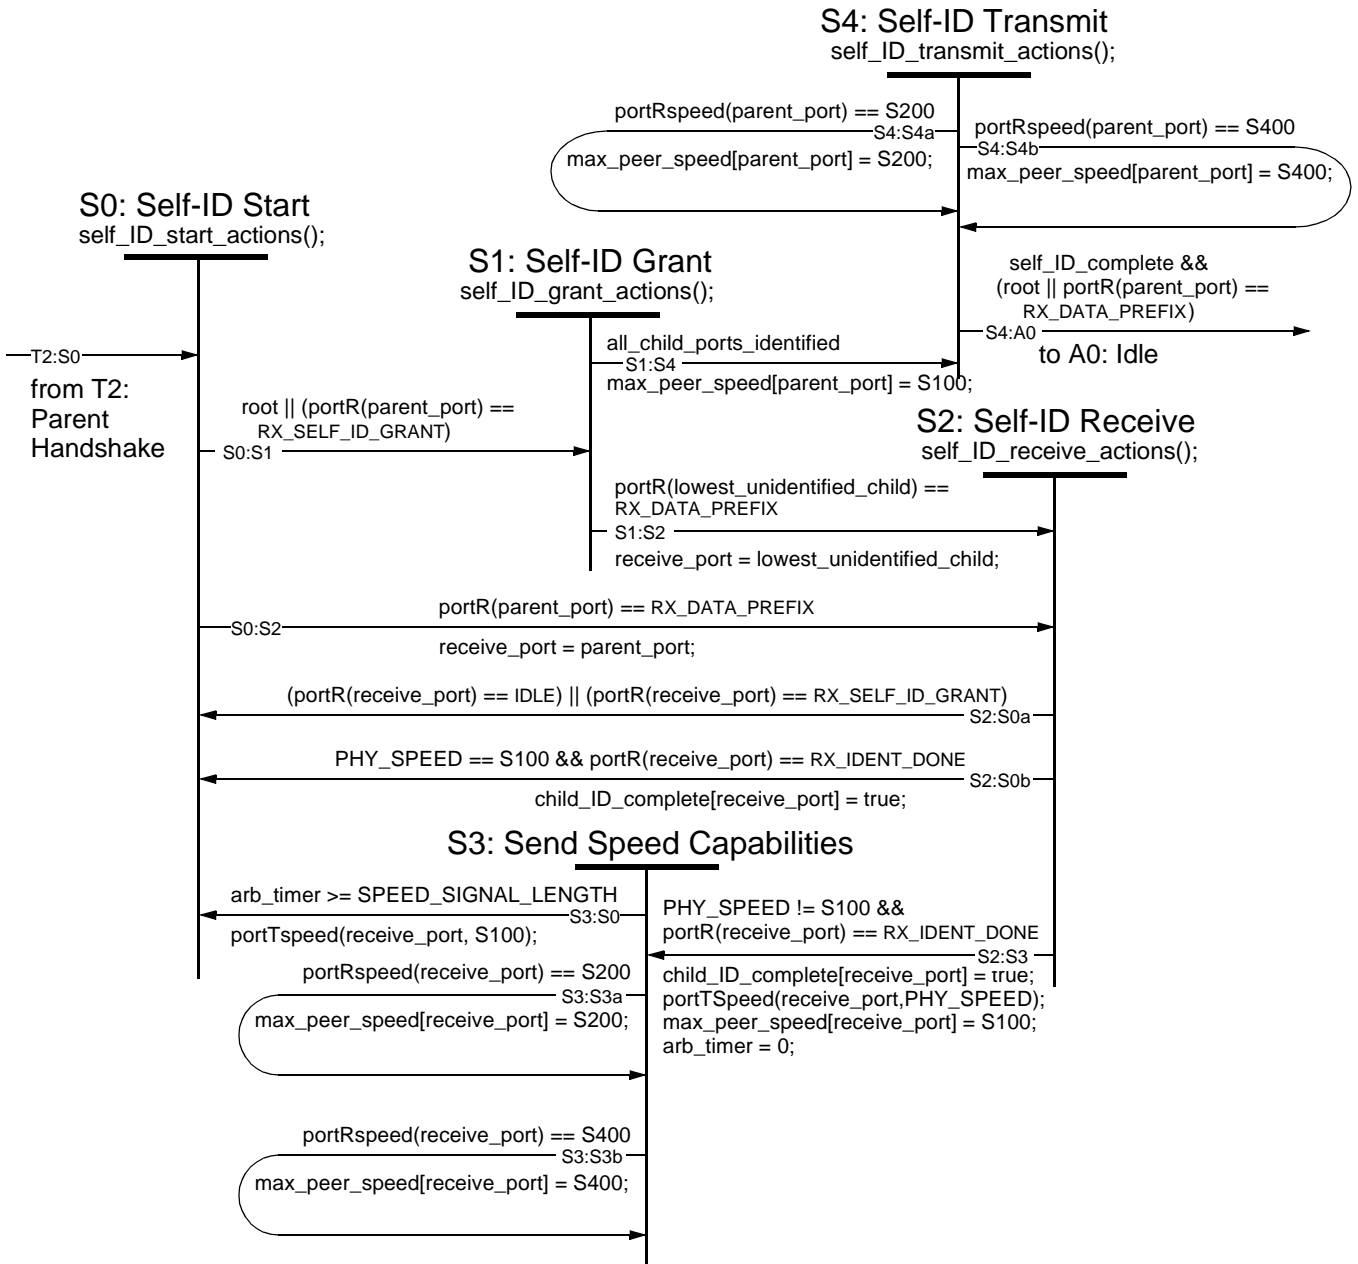 S4: Self-ID Transmit
self_ID_transmit_actions();
portRspeed(parent_port) == S200
S4:S4a
max_peer_speed[parent_port] = S200;
portRspeed(parent_port) == S400
S4:S4b
max_peer_speed[parent_port] = S400;
S0: Self-ID Start
self_ID_start_actions();
S1: Self-ID Grant
self_ID_grant_actions();
self_ID_complete &&
(root || portR(parent_port) ==
RX_DATA_PREFIX)
S4:A0
to A0: Idle
T2:S0
from T2:
Parent
Handshake
all_child_ports_identified
S1:S4
max_peer_speed[parent_port] = S100;
root || (portR(parent_port) ==
RX_SELF_ID_GRANT)
S0:S1
S2: Self-ID Receive
self_ID_receive_actions();
portR(lowest_unidentified_child) ==
RX_DATA_PREFIX
S1:S2
receive_port = lowest_unidentified_child;
portR(parent_port) == RX_DATA_PREFIX
S0:S2
receive_port = parent_port;
(portR(receive_port) == IDLE) || (portR(receive_port) == RX_SELF_ID_GRANT)
S2:S0a
PHY_SPEED == S100 && portR(receive_port) == RX_IDENT_DONE
S2:S0b
child_ID_complete[receive_port] = true;
S3: Send Speed Capabilities
arb_timer >= SPEED_SIGNAL_LENGTH
S3:S0
portTspeed(receive_port, S100);
PHY_SPEED != S100 &&
portR(receive_port) == RX_IDENT_DONE
S2:S3
child_ID_complete[receive_port] = true;
portTSpeed(receive_port,PHY_SPEED);
max_peer_speed[receive_port] = S100;
arb_timer = 0;
portRspeed(receive_port) == S200
S3:S3a
max_peer_speed[receive_port] = S200;
portRspeed(receive_port) == S400
S3:S3b
max_peer_speed[receive_port] = S400;